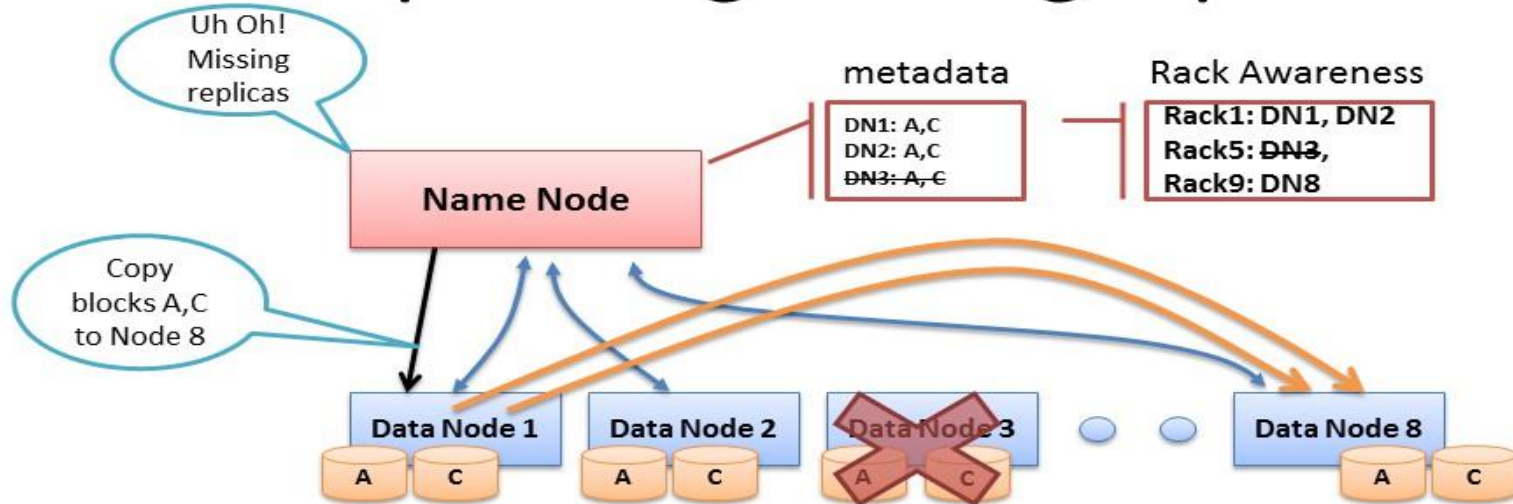 Uh Oh!
Missing
replicas
metadata
DN1: A,C
DN2: A,C
DN3: A, C
Rack Awareness
Rack1: DN1, DN2
Rack5: DN3,
Rack9: DN8
Name Node
Copy
blocks A,C
to Node 8
Data Node 1
Data Node 2
Data Node 3
Data Node 8
A
C
A
C
A
C
A
C